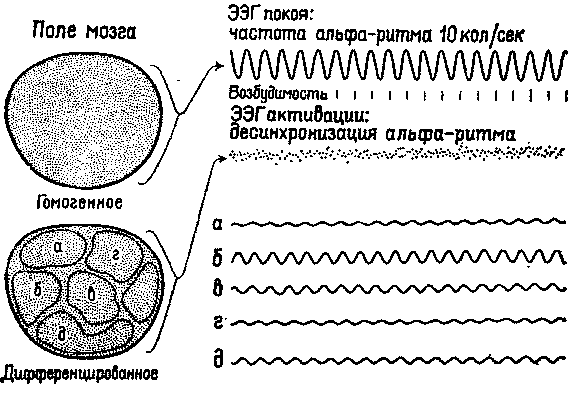 Поле мозга
ЭЭГ покоя:
частота альфа-ритма 10 кол/сек
Возбудимость
ЭЭГ активации:
десинхронизация альфа-ритма
Гомогенное
а
г
б
в
д
Дифференцированное
а
б
в
г
д